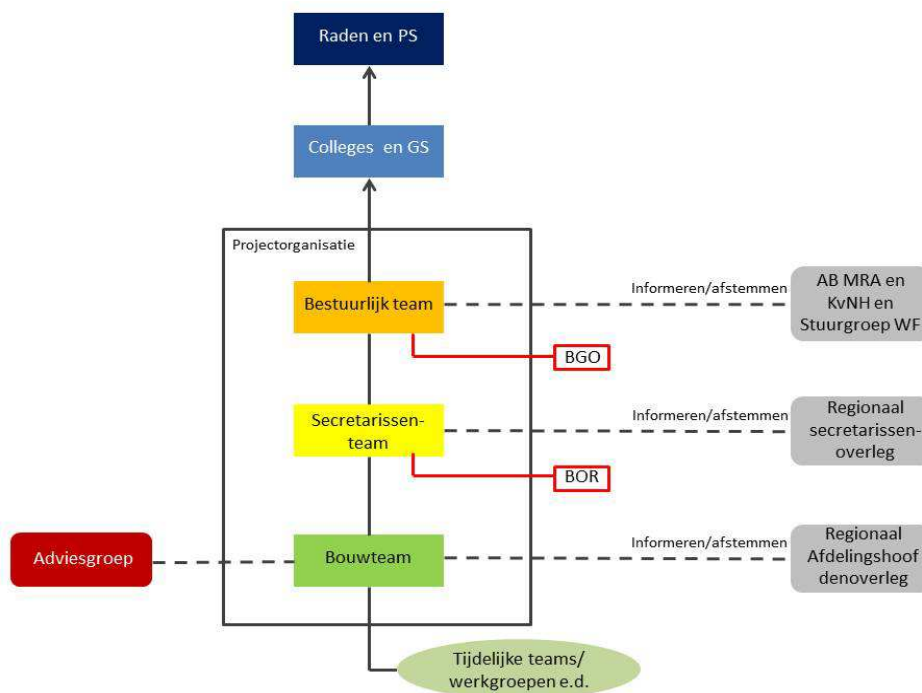 Raden en PS
Colleges en GS
Projectorganisatie
Bestuurlijk team
Informeren/afstemmen
AB MRA en
KvNH en
Stuurgroep WF
BGO
Secretarissen-
team
Informeren/afstemmen
Regionaal
secretarissen-
overleg
BOR
Adviesgroep
Bouwteam
Informeren/afstemmen
Regionaal
Afdelingshoof
denoverleg
Tijdelijke teams/
werkgroepen e.d.